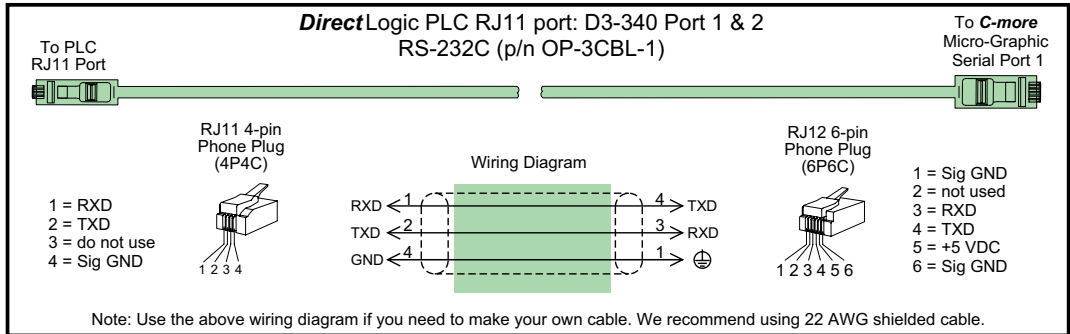 DirectLogic PLC RJ11 port: D3-340 Port 1 & 2
RS-232C (p/n OP-3CBL-1)
To PLC
RJ11 Port
To C-more
Micro-Graphic
Serial Port 1
RJ11 4-pin
Phone Plug
(4P4C)
1 = RXD
2 = TXD
3 = do not use
4 = Sig GND
1 2 3 4
Wiring Diagram
RXD 1 4 TXD
TXD 2 3 RXD
GND 4 1
RJ12 6-pin
Phone Plug
(6P6C)
1 2 3 4 5 6
1 = Sig GND
2 = not used
3 = RXD
4 = TXD
5 = +5 VDC
6 = Sig GND
Note: Use the above wiring diagram if you need to make your own cable. We recommend using 22 AWG shielded cable.